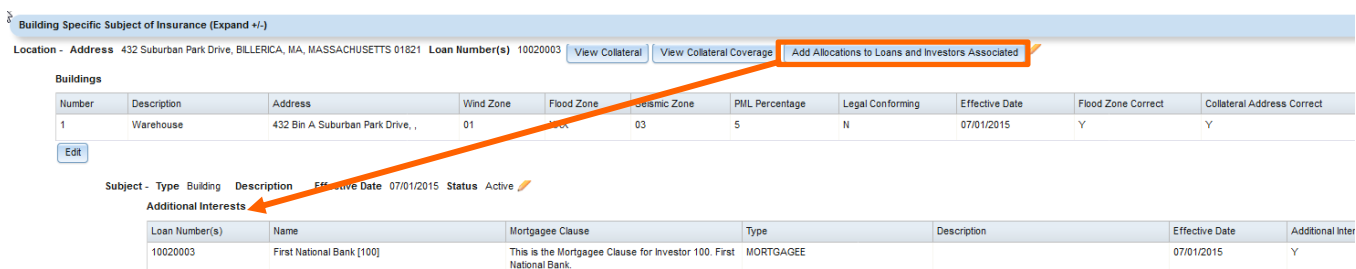 Building Specific Subject of Insurance (Expand +/-)
Location - Address 432 Suburban Park Drive, BILLERICA, MA, MASSACHUSETTS 01821 Loan Number(s) 10020003 View Collateral View Collateral Coverage Add Allocations to Loans and Investors Associated
Buildings
Number Description Address Wind Zone Flood Zone Seismic Zone PML Percentage Legal Conforming Effective Date Flood Zone Correct Collateral Address Correct
1 Warehouse 432 Bin A Suburban Park Drive, , 01 03 5 N 07/01/2015 Y Y
Edit
Subject - Type Building Description Effective Date 07/01/2015 Status Active
Additional Interests
Loan Number(s) Name Mortgagee Clause Type Description Effective Date Additional Inter
10020003 First National Bank [100] This is the Mortgagee Clause for Investor 100. First MORTGAGEE 07/01/2015 Y
National Bank.